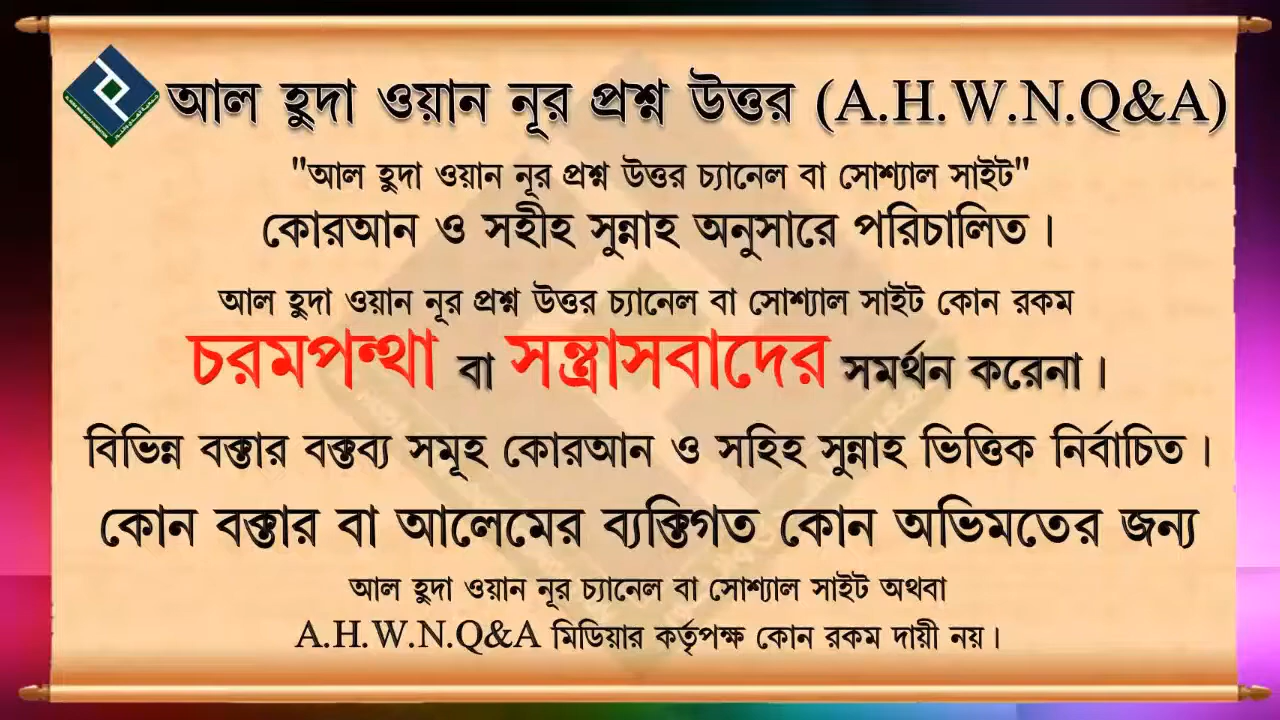 আল হুদা ওয়ান নূর প্রশ্ন উত্তর (A.H.W.N.Q&A)
"আল হুদা ওয়ান নূর প্রশ্ন উত্তর চ্যানেল বা সোশ্যাল সাইট"
কোরআন ও সহীহ সুন্নাহ অনুসারে পরিচালিত।
আল হুদা ওয়ান নূর প্রশ্ন উত্তর চ্যানেল বা সোশ্যাল সাইট কোন রকম
চরমপন্থা বা সন্ত্রাসবাদের সমর্থন করেনা।
বিভিন্ন বক্তার বক্তব্য সমূহ কোরআন ও সহিহ সুন্নাহ ভিত্তিক নির্বাচিত।
কোন বক্তার বা আলেমের ব্যক্তিগত কোন অভিমতের জন্য
আল হুদা ওয়ান নূর চ্যানেল বা সোশ্যাল সাইট অথবা
A.H.W.N.Q&A মিডিয়ার কর্তৃপক্ষ কোন রকম দায়ী নয়।